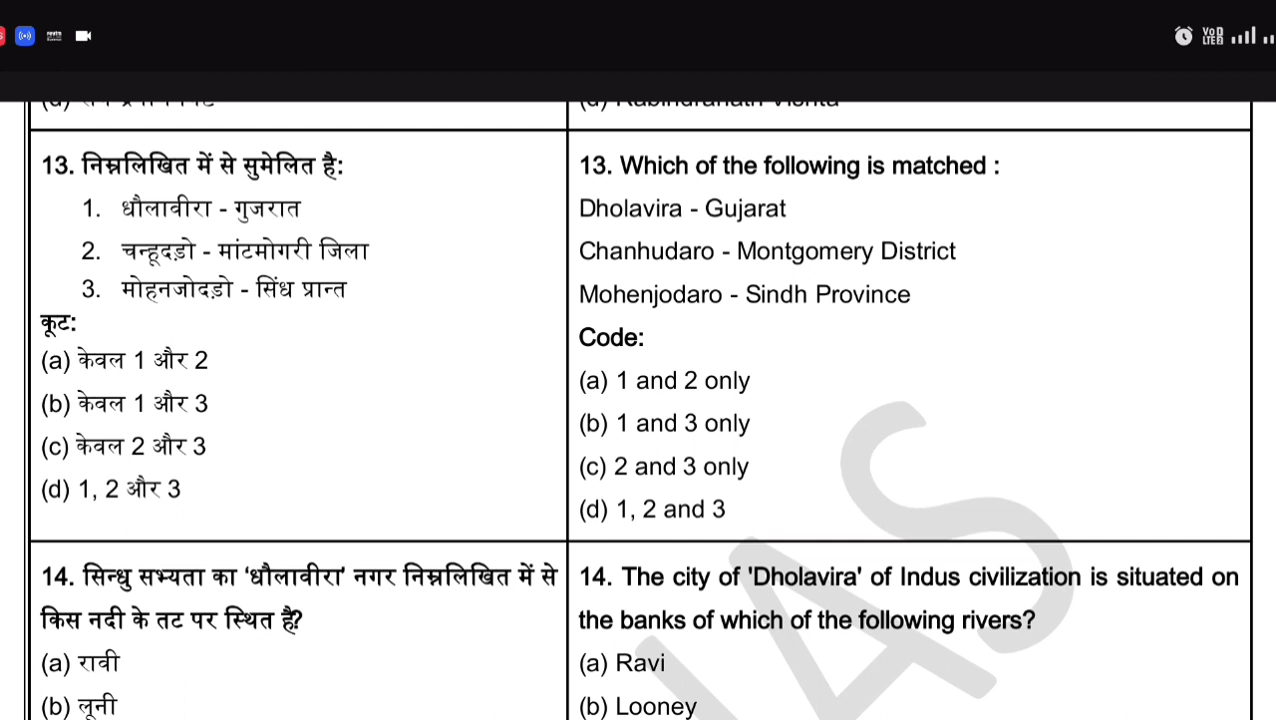 VoD
LTE2
13. निम्नलिखित में से सुमेलित है:
1. धौलावीरा - गुजरात
2. चन्हूदड़ो - मांटमोगरी जिला
3. मोहनजोदड़ो - सिंध प्रान्त
कूट:
(a) केवल 1 और 2
(b) केवल 1 और 3
(c) केवल 2 और 3
(d) 1, 2 और 3
13. Which of the following is matched :
Dholavira - Gujarat
Chanhudaro - Montgomery District
Mohenjodaro - Sindh Province
Code:
(a) 1 and 2 only
(b) 1 and 3 only
(c) 2 and 3 only
(d) 1, 2 and 3
14. सिन्धु सभ्यता का ‘धौलावीरा’ नगर निम्नलिखित में से
किस नदी के तट पर स्थित है?
(a) रावी
(b) लूनी
14. The city of 'Dholavira' of Indus civilization is situated on
the banks of which of the following rivers?
(a) Ravi
(b) Looney
IAS